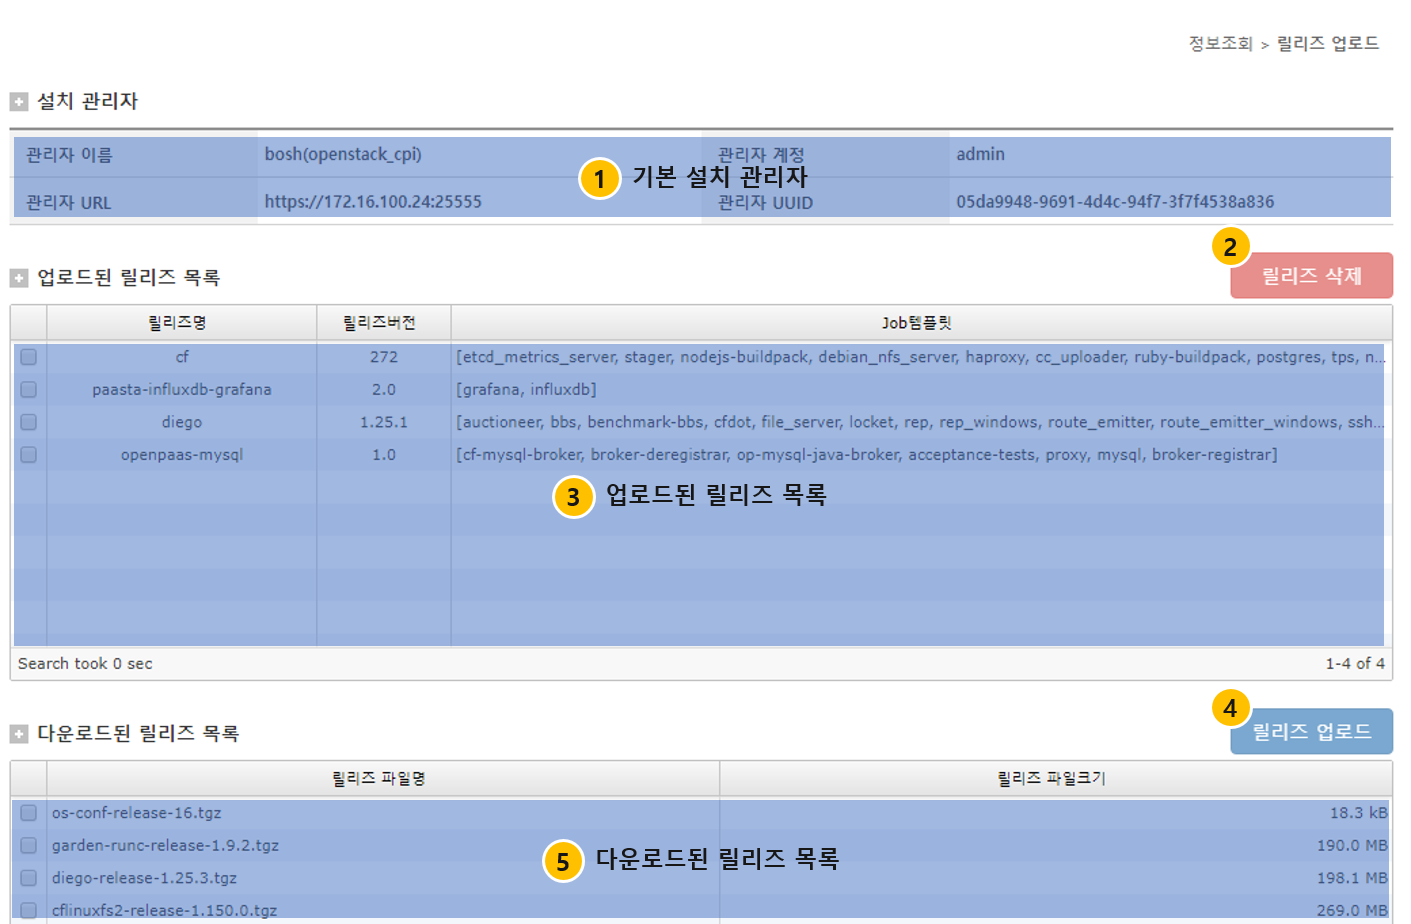 정보조회 > 릴리즈 업로드
설치 관리자
관리자 이름 bosh(openstack_cpi) 관리자 계정 admin
1 기본 설치 관리자
관리자 URL https://172.16.100.24:25555 관리자 UUID 05da9948-9691-4d4c-94f7-3f7f4538a836
2
업로드된 릴리즈 목록 릴리즈 삭제
릴리즈명 릴리즈버전 Job템플릿
cf 272 [etcd_metrics_server, stager, nodejs-buildpack, debian_nfs_server, haproxy, cc_uploader, ruby-buildpack, postgres, tps, n...
paasta-influxdb-grafana 2.0 [grafana, influxdb]
diego 1.25.1 [auctioneer, bbs, benchmark-bbs, cfdot, file_server, locket, rep, rep_windows, route_emitter, route_emitter_windows, ssh...
openpaas-mysql 1.0 [cf-mysql-broker, broker-deregistrar, op-mysql-java-broker, acceptance-tests, proxy, mysql, broker-registrar]
3 업로드된 릴리즈 목록
Search took 0 sec 1-4 of 4
4
다운로드된 릴리즈 목록 릴리즈 업로드
릴리즈 파일명 릴리즈 파일크기
os-conf-release-16.tgz 18.3 kB
garden-runc-release-1.9.2.tgz 190.0 MB
5 다운로드된 릴리즈 목록
diego-release-1.25.3.tgz 198.1 MB
cflinuxfs2-release-1.150.0.tgz 269.0 MB